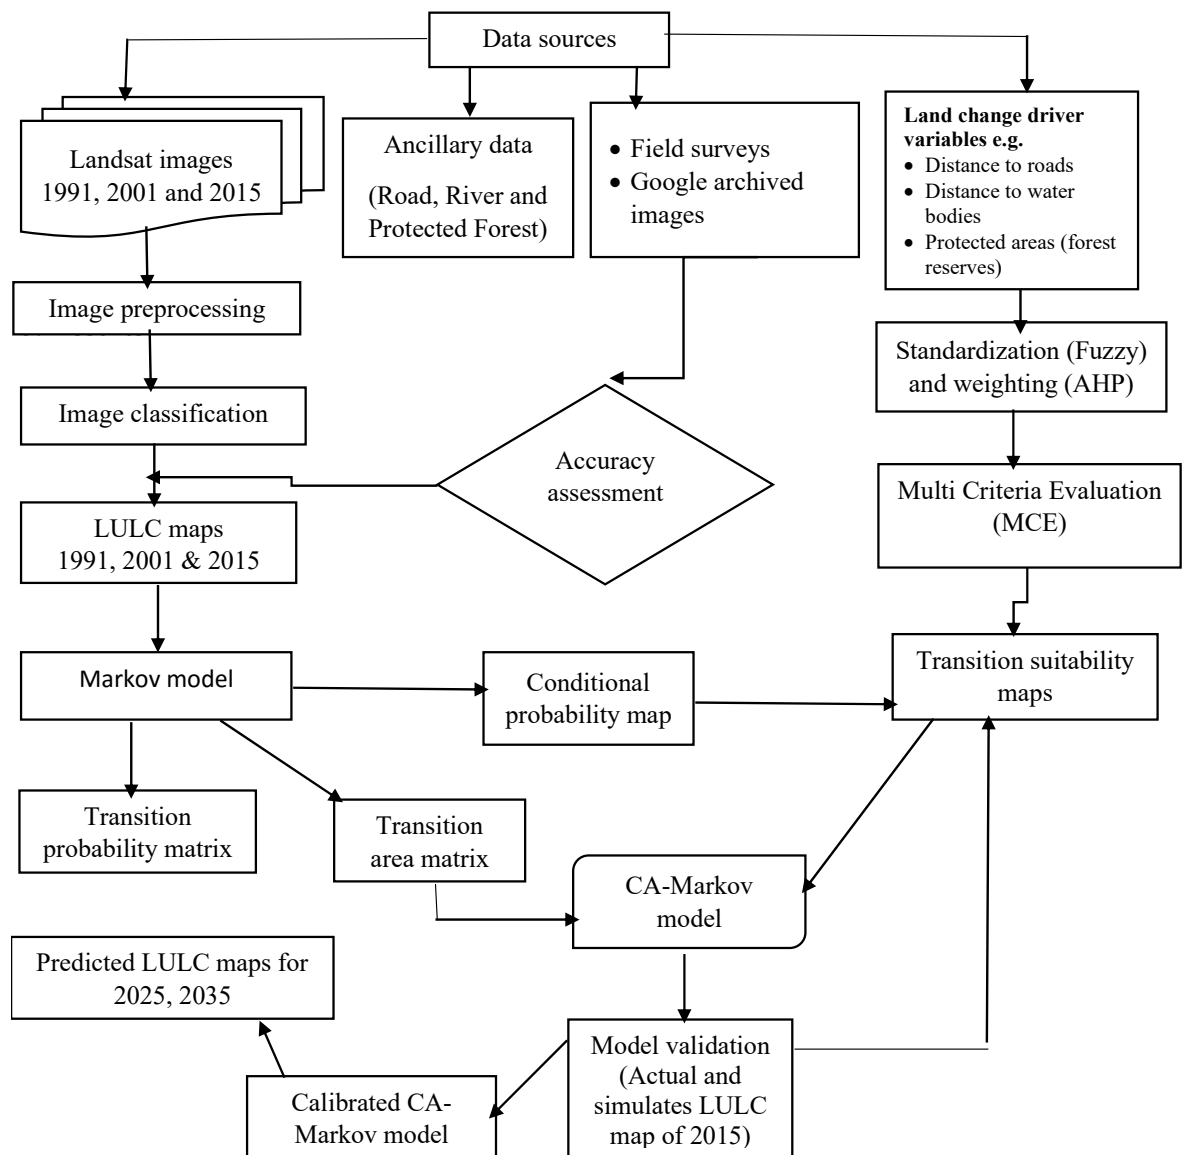 Data sources
Landsat images
1991, 2001 and 2015
Ancillary data
(Road, River and
Protected Forest)
• Field surveys
• Google archived
images
Land change driver
variables e.g.
• Distance to roads
• Distance to water
bodies
• Protected areas (forest
reserves)
Image preprocessing
Standardization (Fuzzy)
and weighting (AHP)
Image classification
Accuracy
assessment
Multi Criteria Evaluation
(MCE)
LULC maps
1991, 2001 & 2015
Markov model
Conditional
probability map
Transition suitability
maps
Transition
probability matrix
Transition
area matrix
CA-Markov
model
Predicted LULC maps for
2025, 2035
Model validation
(Actual and
simulates LULC
map of 2015)
Calibrated CA-
Markov model